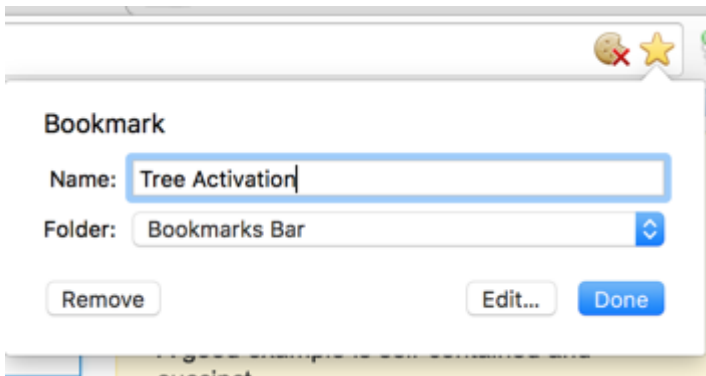 Bookmark
Name: Tree Activation
Folder: Bookmarks Bar
Remove Edit... Done
A good example is self contained and
succinct